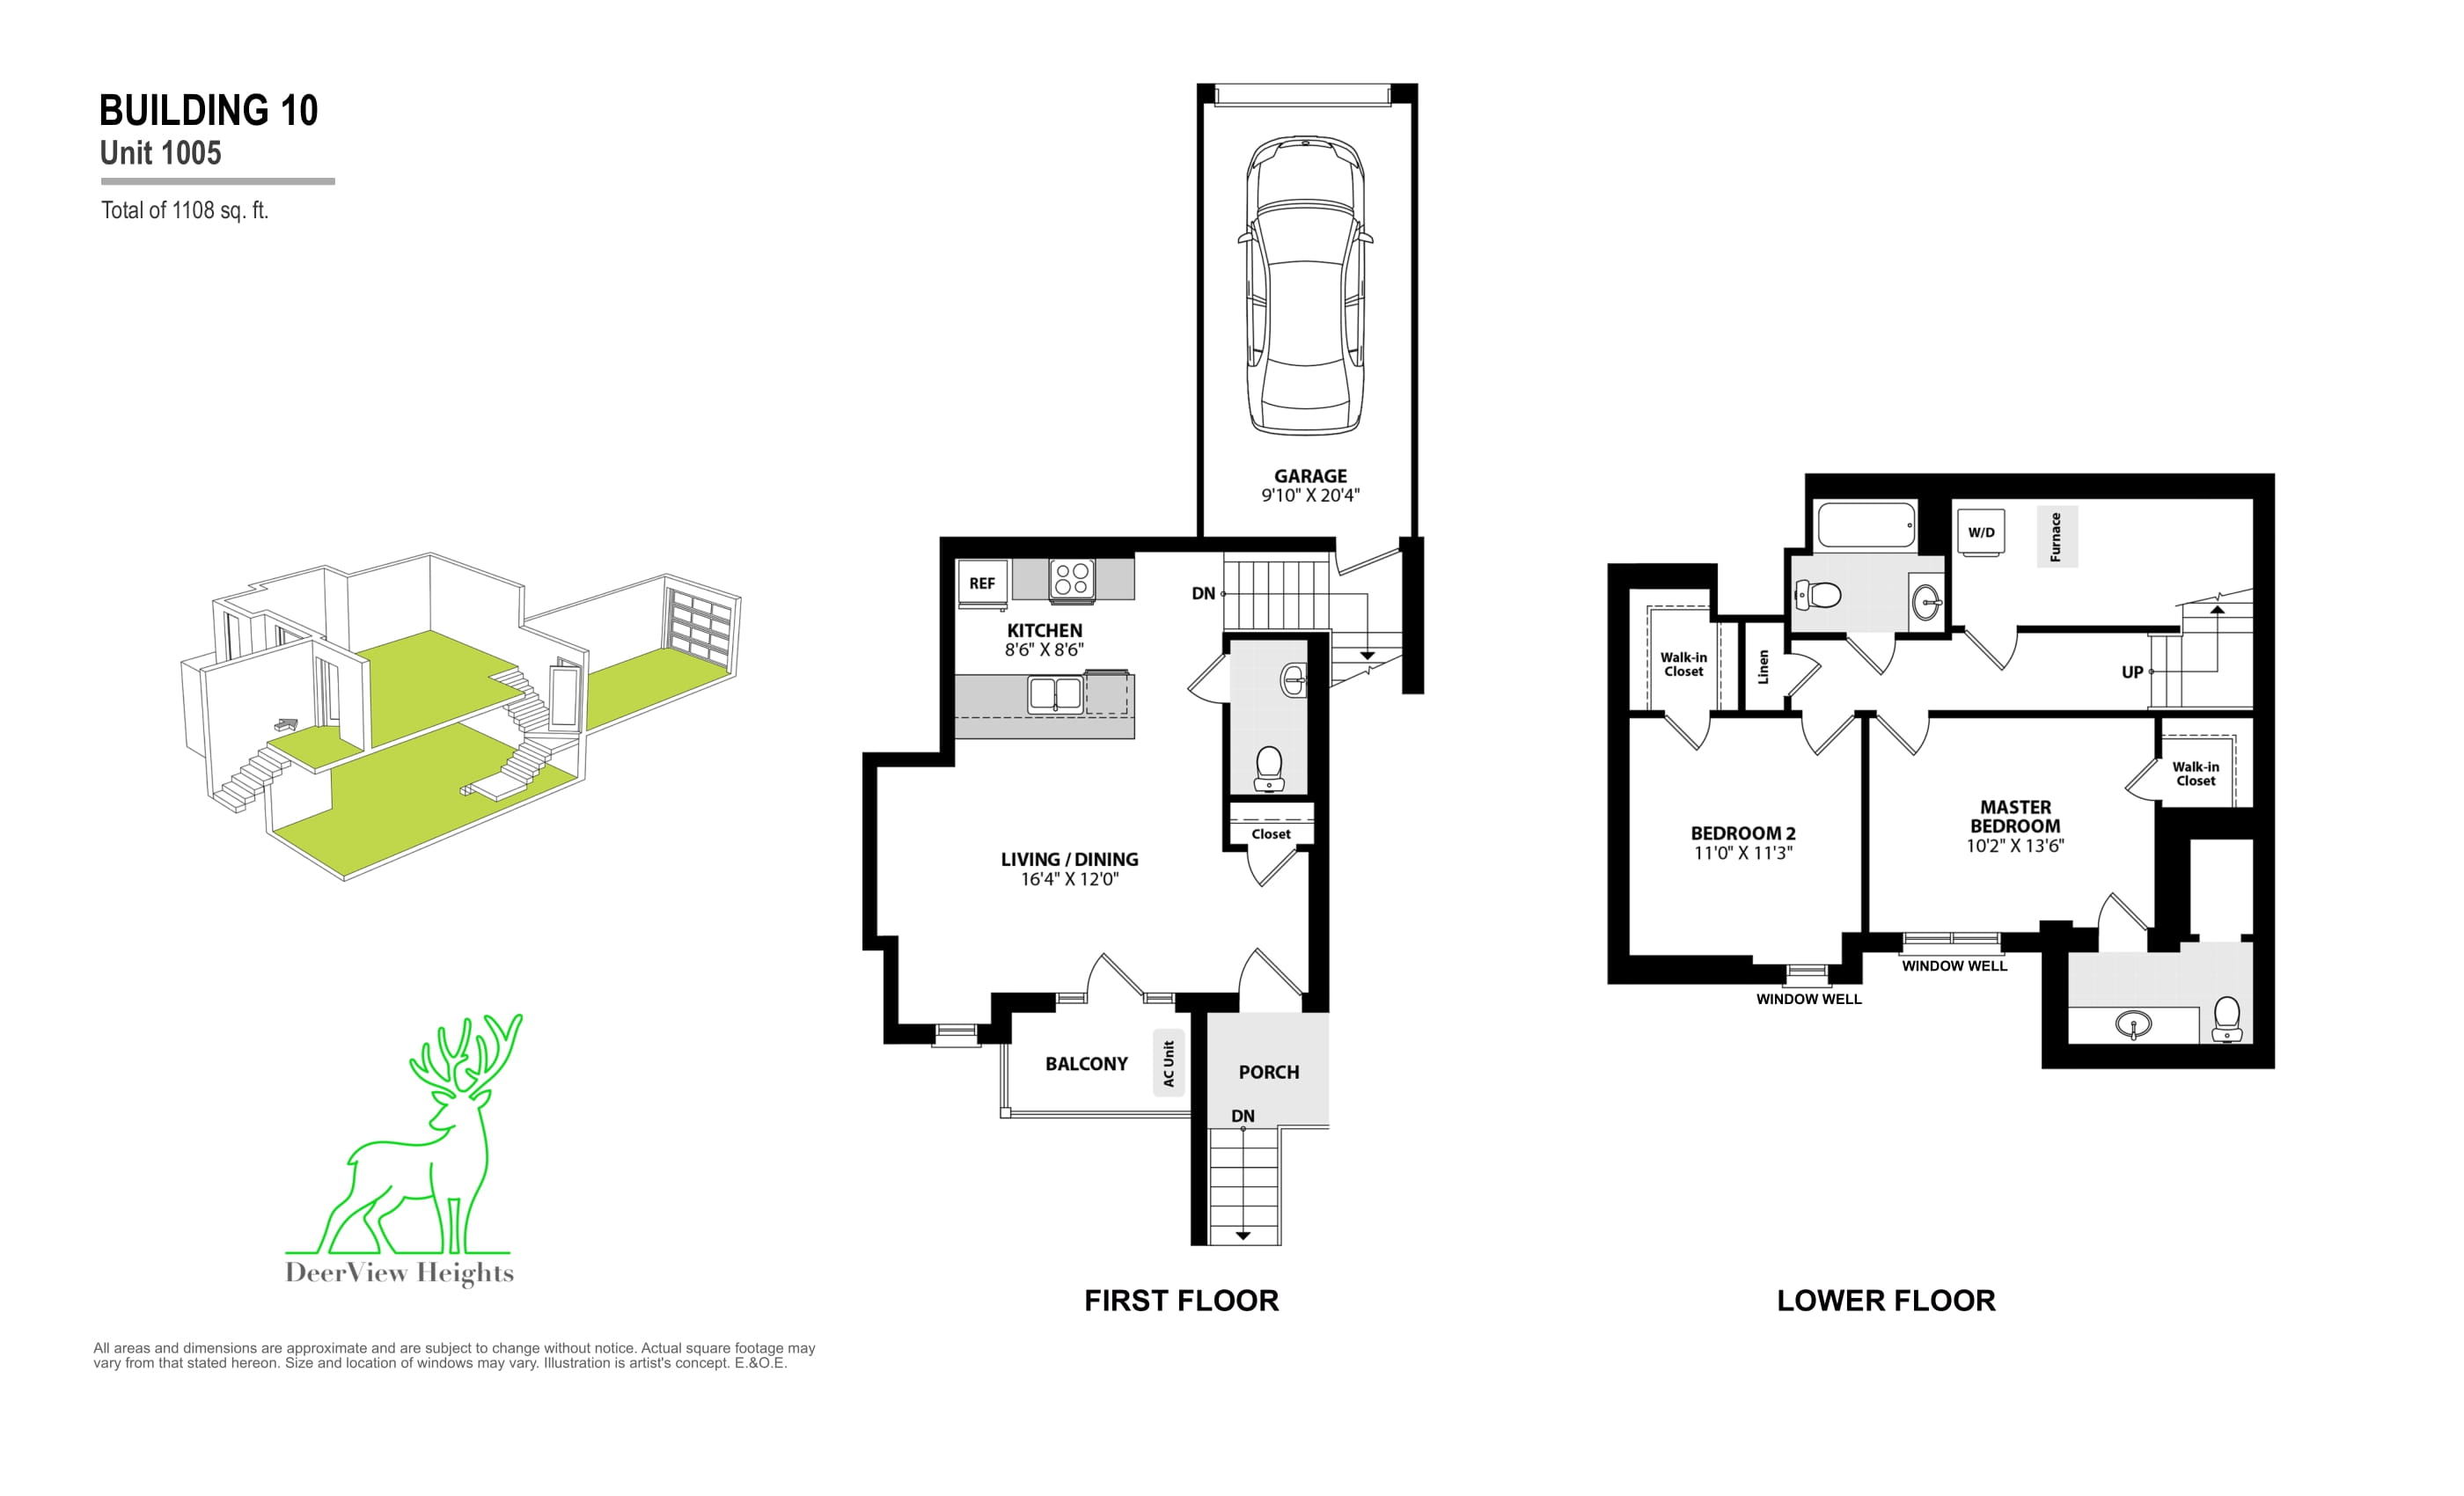 BUILDING 10
Unit 1005
Total of 1108 sq. ft.
GARAGE
9'10" X 20'4"
REF
DN
KITCHEN
8'6" X 8'6"
Closet
LIVING / DINING
16'4" X 12'0"
BALCONY
AC Unit
PORCH
DN
FIRST FLOOR
W/D
Furnace
Walk-in
Closet
Linen
UP
Walk-in
Closet
BEDROOM 2
11'0" X 11'3"
MASTER
BEDROOM
10'2" X 13'6"
WINDOW WELL
WINDOW WELL
LOWER FLOOR
DeerView Heights
All areas and dimensions are approximate and are subject to change without notice. Actual square footage may
vary from that stated hereon. Size and location of windows may vary. Illustration is artist's concept. E.&O.E.